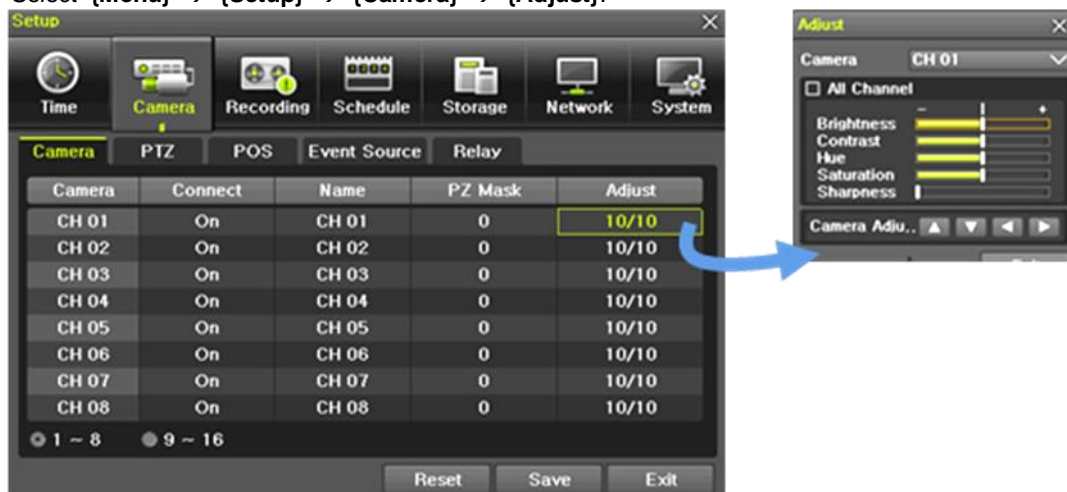 Select {Menu} → {Setup} → {Camera} → {Adjust}.
Setup
Time Camera Recording Schedule Storage Network System
Camera PTZ POS Event Source Relay
Camera Connect Name PZ Mask Adjust
CH 01 On CH 01 0 10/10
CH 02 On CH 02 0 10/10
CH 03 On CH 03 0 10/10
CH 04 On CH 04 0 10/10
CH 05 On CH 05 0 10/10
CH 06 On CH 06 0 10/10
CH 07 On CH 07 0 10/10
CH 08 On CH 08 0 10/10
1 ~ 8 9 ~ 16
Reset Save Exit
Adjust
Camera CH 01
All Channel
- +
Brightness
Contrast
Hue
Saturation
Sharpness
Camera Adju..